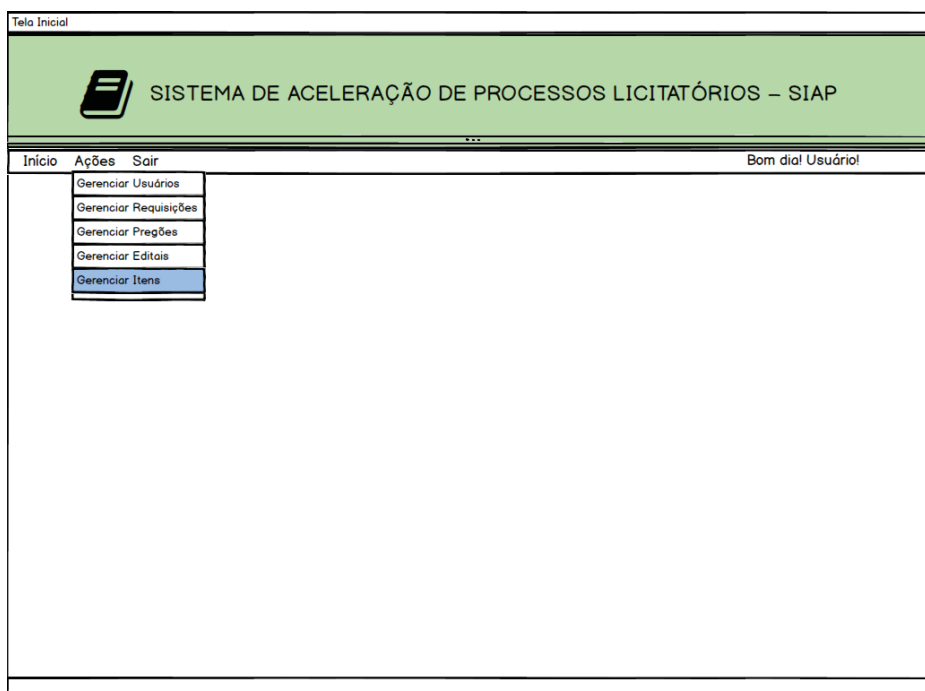 Tela Inicial
SISTEMA DE ACELERAÇÃO DE PROCESSOS LICITATÓRIOS – SIAP
Início Ações Sair Bom dia! Usuário!
Gerenciar Usuários
Gerenciar Requisições
Gerenciar Pregões
Gerenciar Editais
Gerenciar Itens